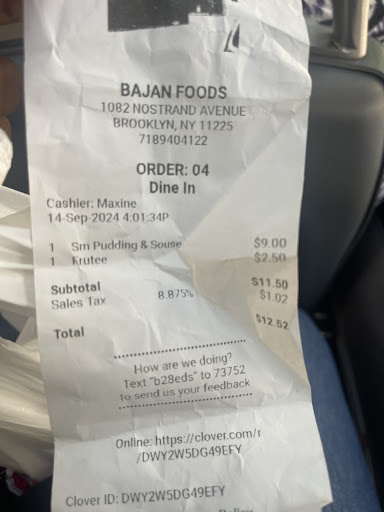 BAJAN FOODS
1082 NOSTRAND AVENUE
BROOKLYN, NY 11225
7189404122
ORDER: 04
Dine In
Cashier: Maxine
14-Sep-2024 4:01:34P
1 Sm Pudding & Souse $9.00
1 Frutee $2.50
Subtotal $11.50
Sales Tax 8.875% $1.02
Total $12.52
How are we doing?
Text "b28eds" to 73752
to send us your feedback
Online: https://clover.com/r
/DWY2W5DG49EFY
Clover ID: DWY2W5DG49EFY